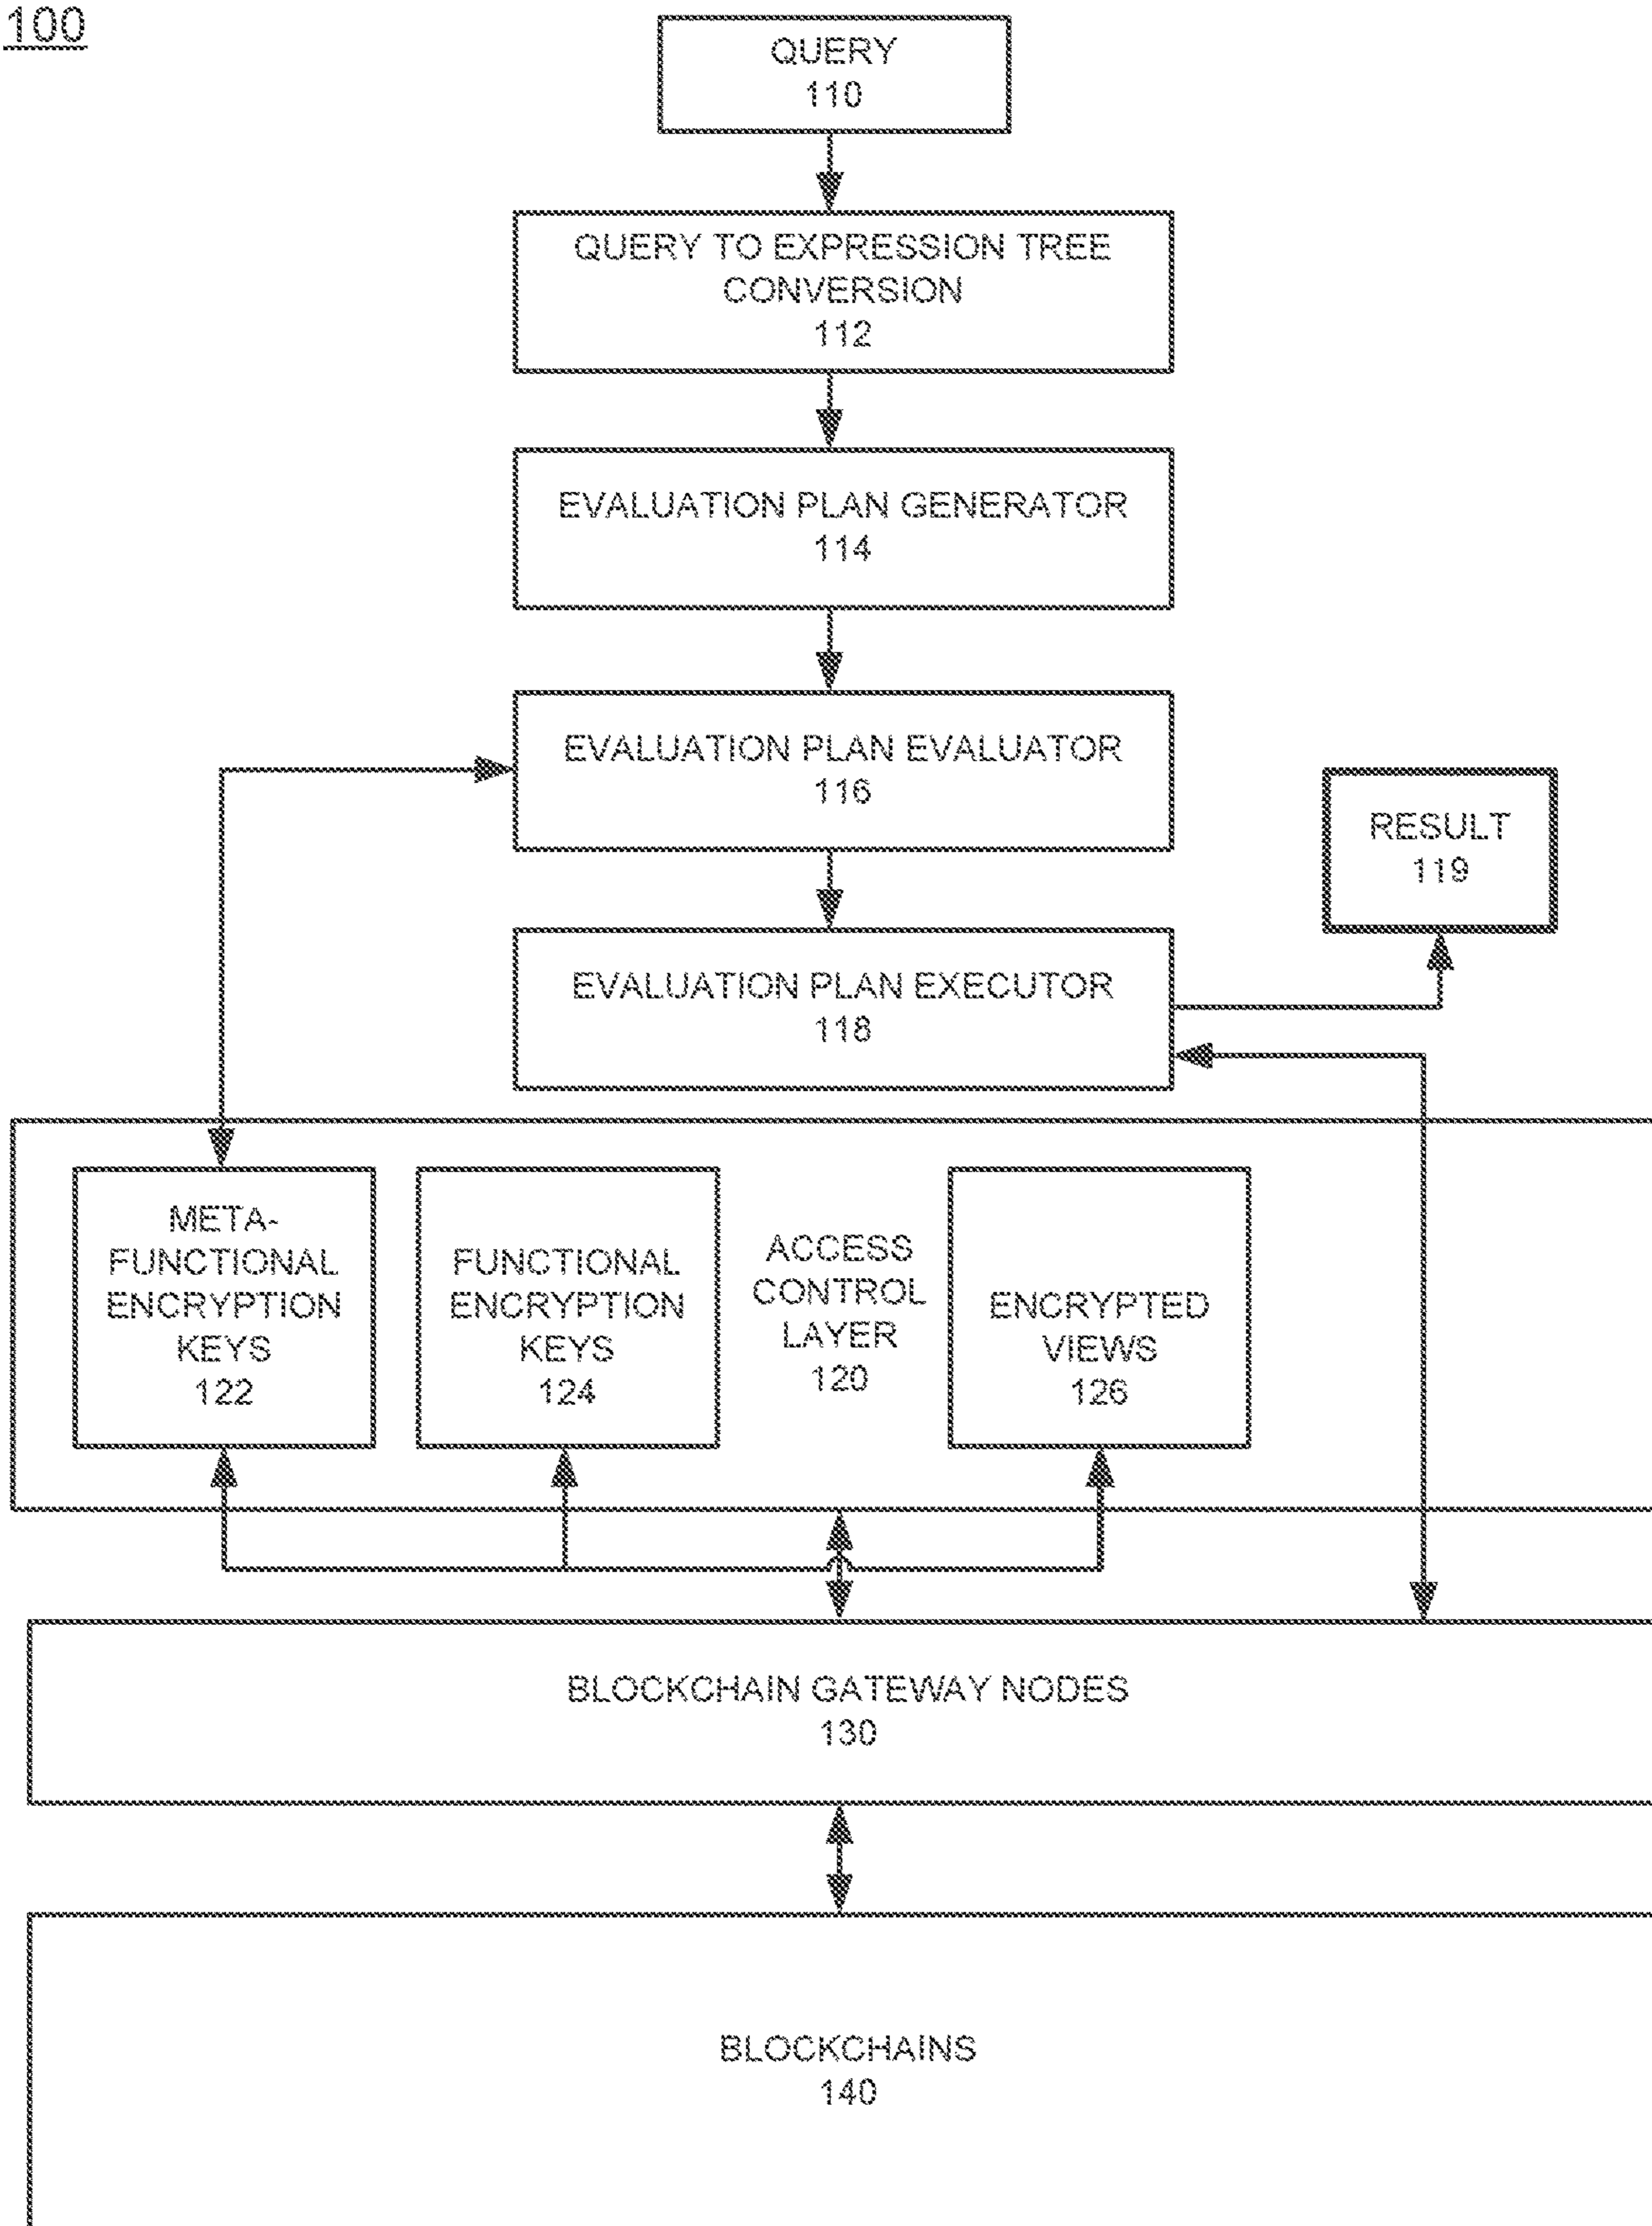 100
QUERY
110
QUERY TO EXPRESSION TREE
CONVERSION
112
EVALUATION PLAN GENERATOR
114
EVALUATION PLAN EVALUATOR
116
RESULT
119
EVALUATION PLAN EXECUTOR
118
META-
FUNCTIONAL
ENCRYPTION
KEYS
122
FUNCTIONAL
ENCRYPTION
KEYS
124
ACCESS
CONTROL
LAYER
120
ENCRYPTED
VIEWS
126
BLOCKCHAIN GATEWAY NODES
130
BLOCKCHAINS
140